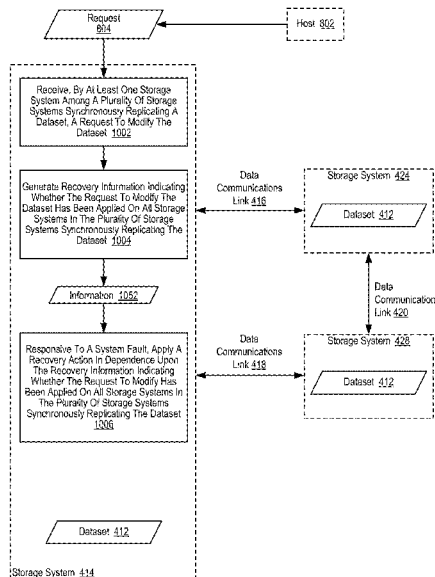 Request
804
Host 802
Receive, By At Least One Storage
System Among A Plurality Of Storage
Systems Synchronously Replicating A
Dataset, A Request To Modify The
Dataset 1002
Generate Recovery Information Indicating
Whether The Request To Modify The
Dataset Has Been Applied On All Storage
Systems In The Plurality Of Storage
Systems Synchronously Replicating The
Dataset
1004
Data
Communications
Link 416
Storage System 424
Dataset 412
Information 1052
Data
Communication
Link 420
Responsive To A System Fault, Apply A
Recovery Action In Dependence Upon
The Recovery Information Indicating
Whether The Request To Modify Has
Been Applied On All Storage Systems In
The Plurality Of Storage Systems
Synchronously Replicating The Dataset
1006
Data
Communications
Link 418
Storage System 428
Dataset 412
Dataset 412
Storage System 414